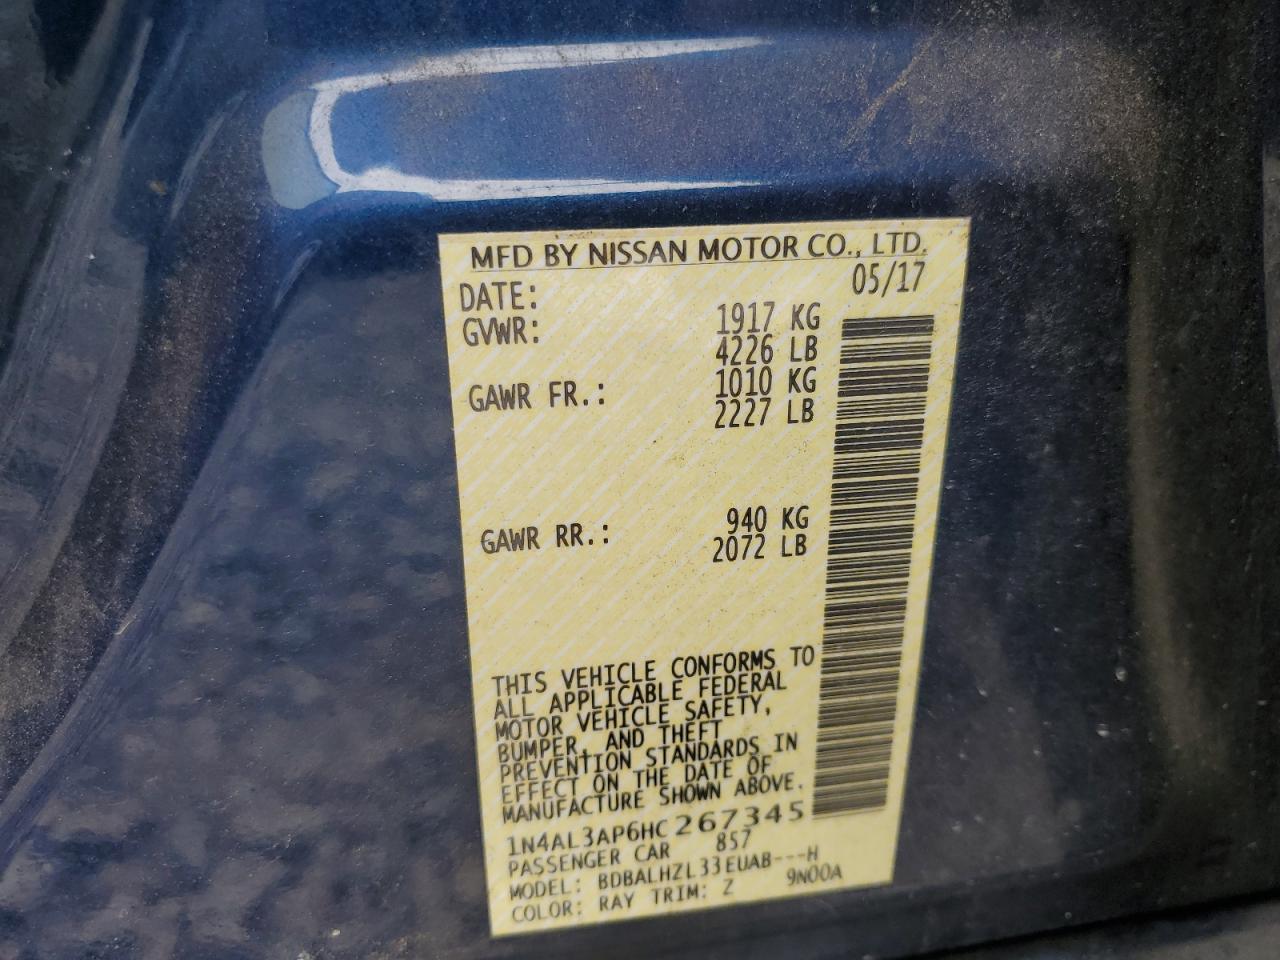 MFD BY NISSAN MOTOR CO., LTD.
DATE: 05/17
GVWR: 1917 KG
4226 LB
GAWR FR.: 1010 KG
2227 LB
GAWR RR.: 940 KG
2072 LB
THIS VEHICLE CONFORMS TO
ALL APPLICABLE FEDERAL
MOTOR VEHICLE SAFETY,
BUMPER, AND THEFT
PREVENTION STANDARDS IN
EFFECT ON THE DATE OF
MANUFACTURE SHOWN ABOVE.
1N4AL3AP6HC267345
PASSENGER CAR 857
MODEL: BDBALHZL33EUAB---H
COLOR: RAY TRIM: Z 9N00A